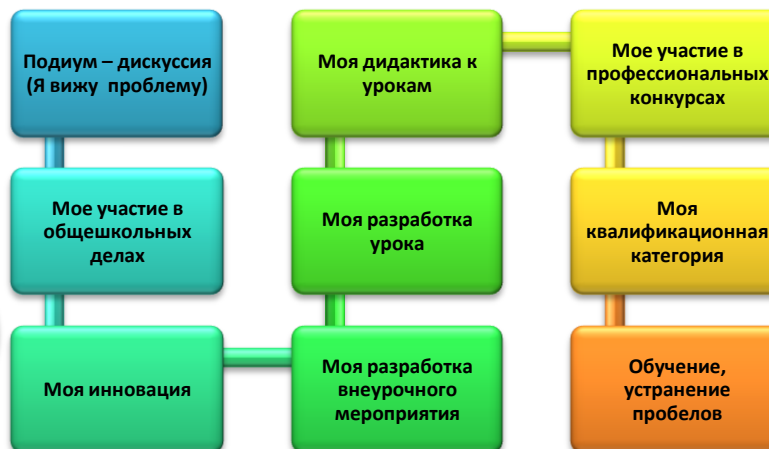 Подиум – дискуссия
(Я вижу проблему)
Мое участие в
общешкольных
делах
Моя инновация
Моя разработка
внеурочного
мероприятия
Моя разработка
урока
Моя дидактика к
урокам
Мое участие в
профессиональных
конкурсах
Моя
квалификационная
категория
Обучение,
устранение
пробелов